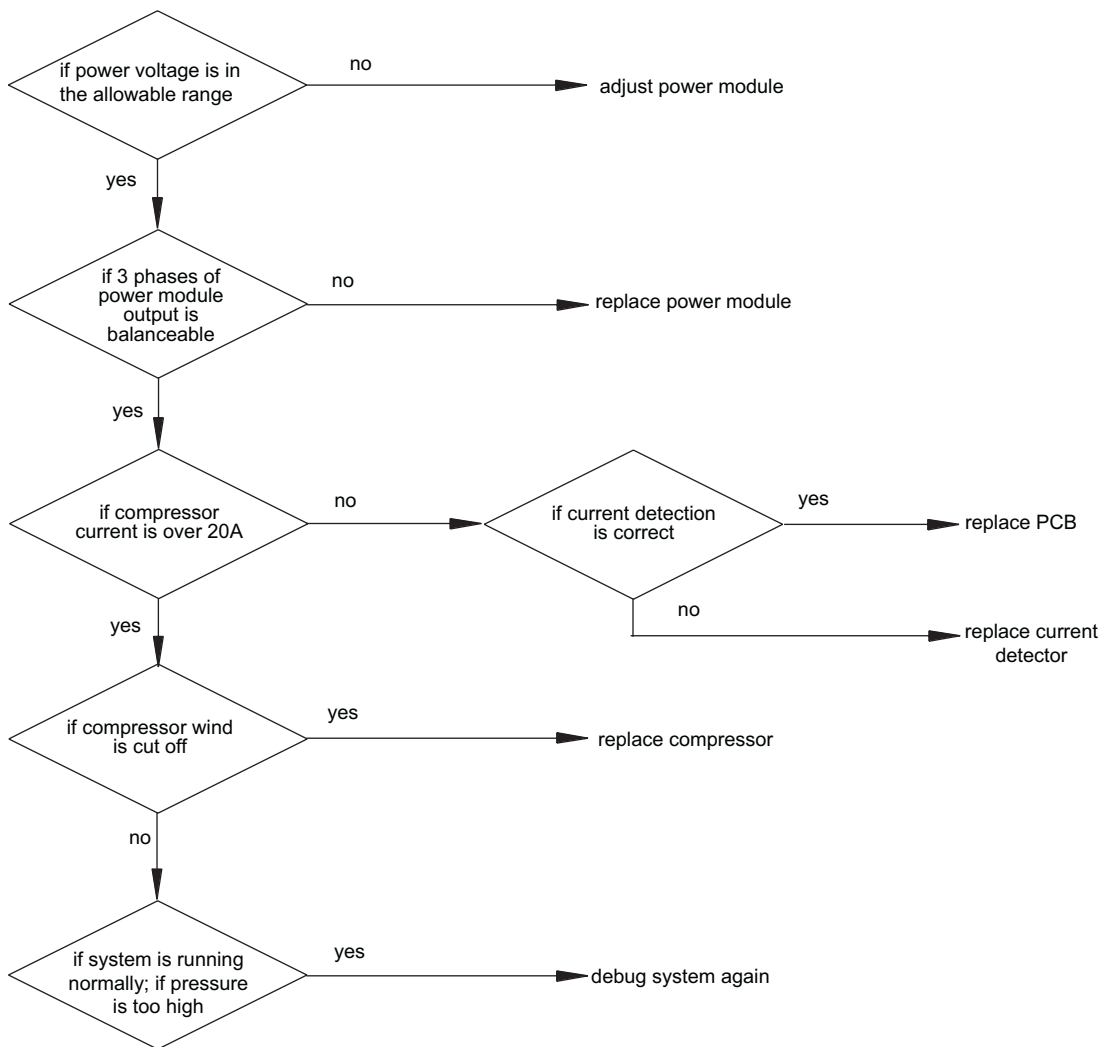 if power voltage is in
the allowable range
no
adjust power module
yes
if 3 phases of
power module
output is
balanceable
no
replace power module
yes
if compressor
current is over 20A
no
if current detection
is correct
yes
replace PCB
no
replace current
detector
yes
if compressor wind
is cut off
yes
replace compressor
no
if system is running
normally; if pressure
is too high
yes
debug system again